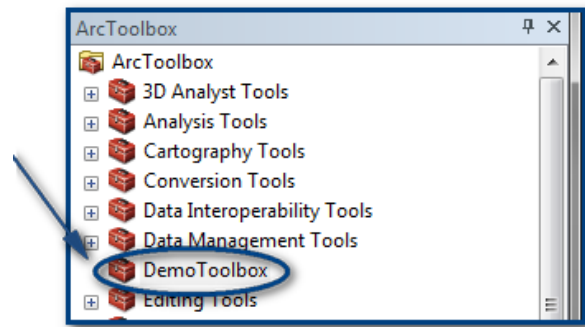 ArcToolbox
ArcToolbox
3D Analyst Tools
Analysis Tools
Cartography Tools
Conversion Tools
Data Interoperability Tools
Data Management Tools
DemoToolbox
Editing Tools